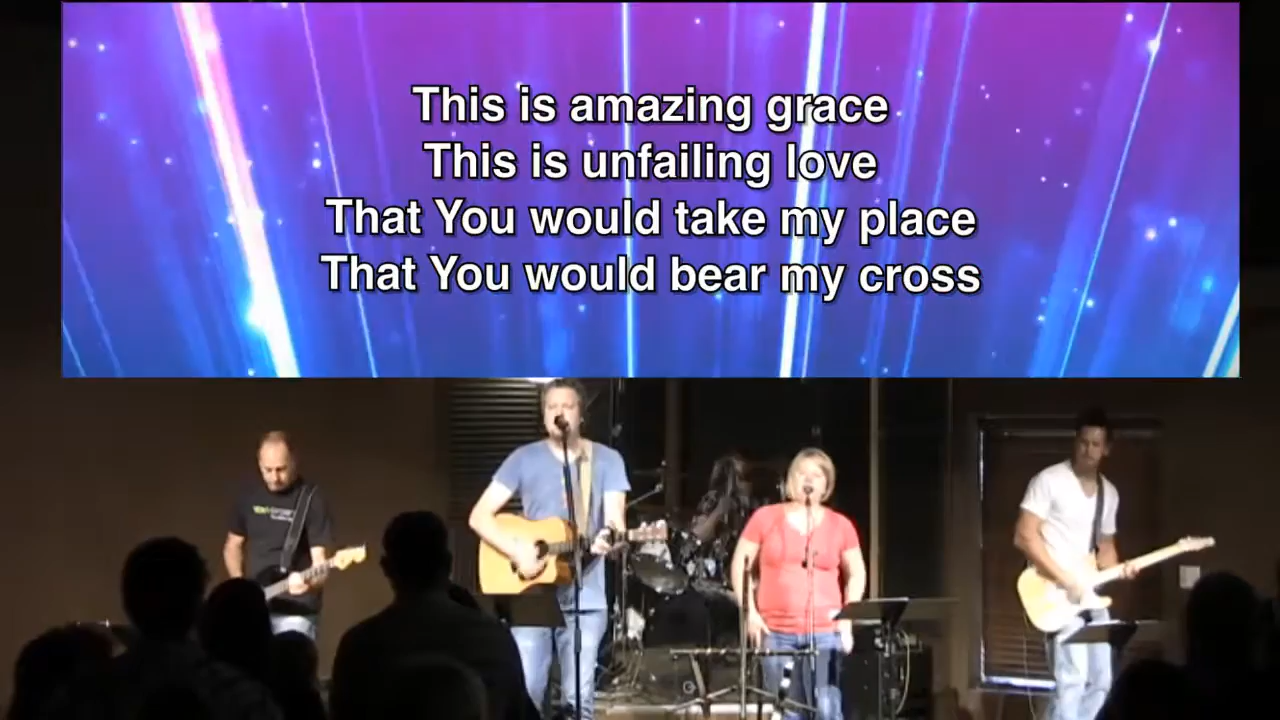 This is amazing grace
This is unfailing love
That You would take my place
That You would bear my cross